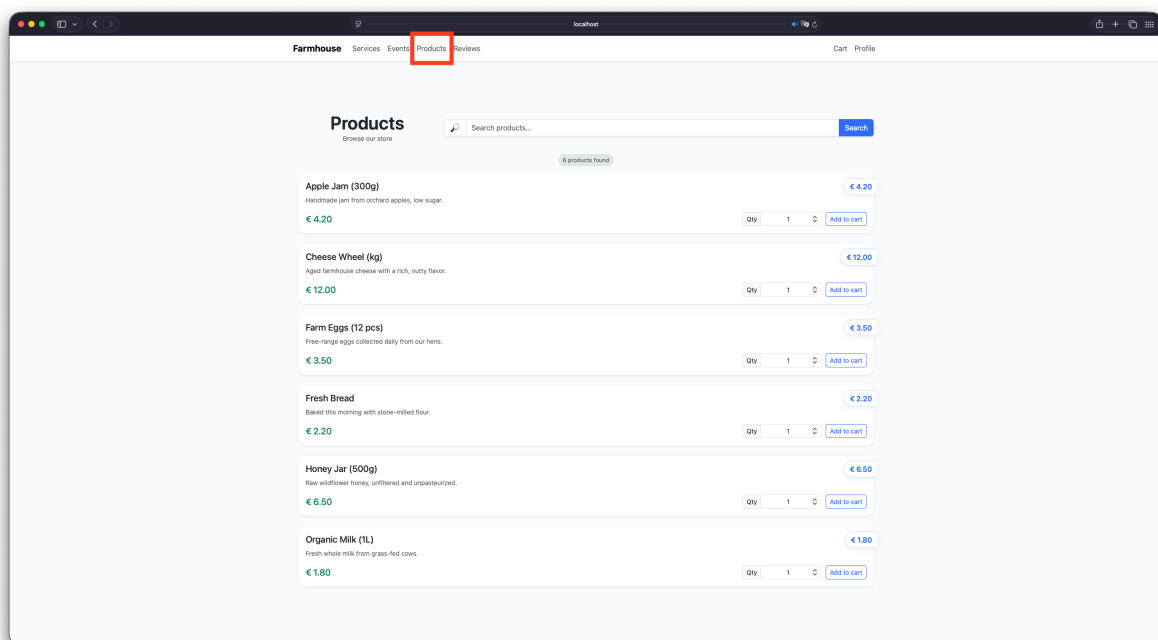 localhost
Farmhouse Services Events Products Reviews Cart Profile
Products
Browse our store
Search products... Search
6 products found
Apple Jam (300g) € 4.20
Handmade jam from orchard apples, low sugar.
€ 4.20 Qty 1 Add to cart
Cheese Wheel (kg) € 12.00
Aged farmhouse cheese with a rich, nutty flavor.
€ 12.00 Qty 1 Add to cart
Farm Eggs (12 pcs) € 3.50
Free-range eggs collected daily from our hens.
€ 3.50 Qty 1 Add to cart
Fresh Bread € 2.20
Baked this morning with stone-milled flour.
€ 2.20 Qty 1 Add to cart
Honey Jar (500g) € 6.50
Raw wildflower honey, unfiltered and unpasteurized.
€ 6.50 Qty 1 Add to cart
Organic Milk (1L) € 1.80
Fresh whole milk from grass-fed cows.
€ 1.80 Qty 1 Add to cart